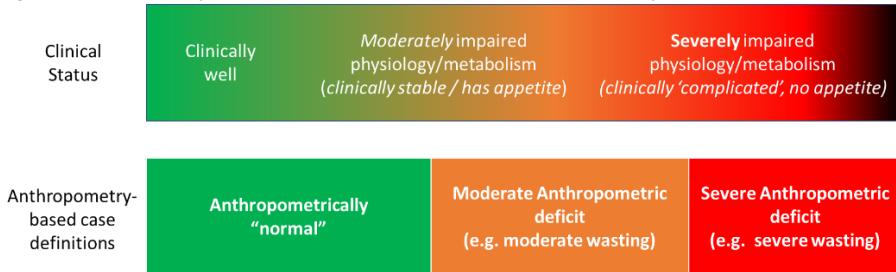 Clinical
Status
Clinically
well
Moderately impaired
physiology/metabolism
(clinically stable / has appetite)
Severely impaired
physiology/metabolism
(clinically ‘complicated’, no appetite)
Anthropometry-
based case
definitions
Anthropometrically
“normal”
Moderate Anthropometric
deficit
(e.g. moderate wasting)
Severe Anthropometric
deficit
(e.g. severe wasting)